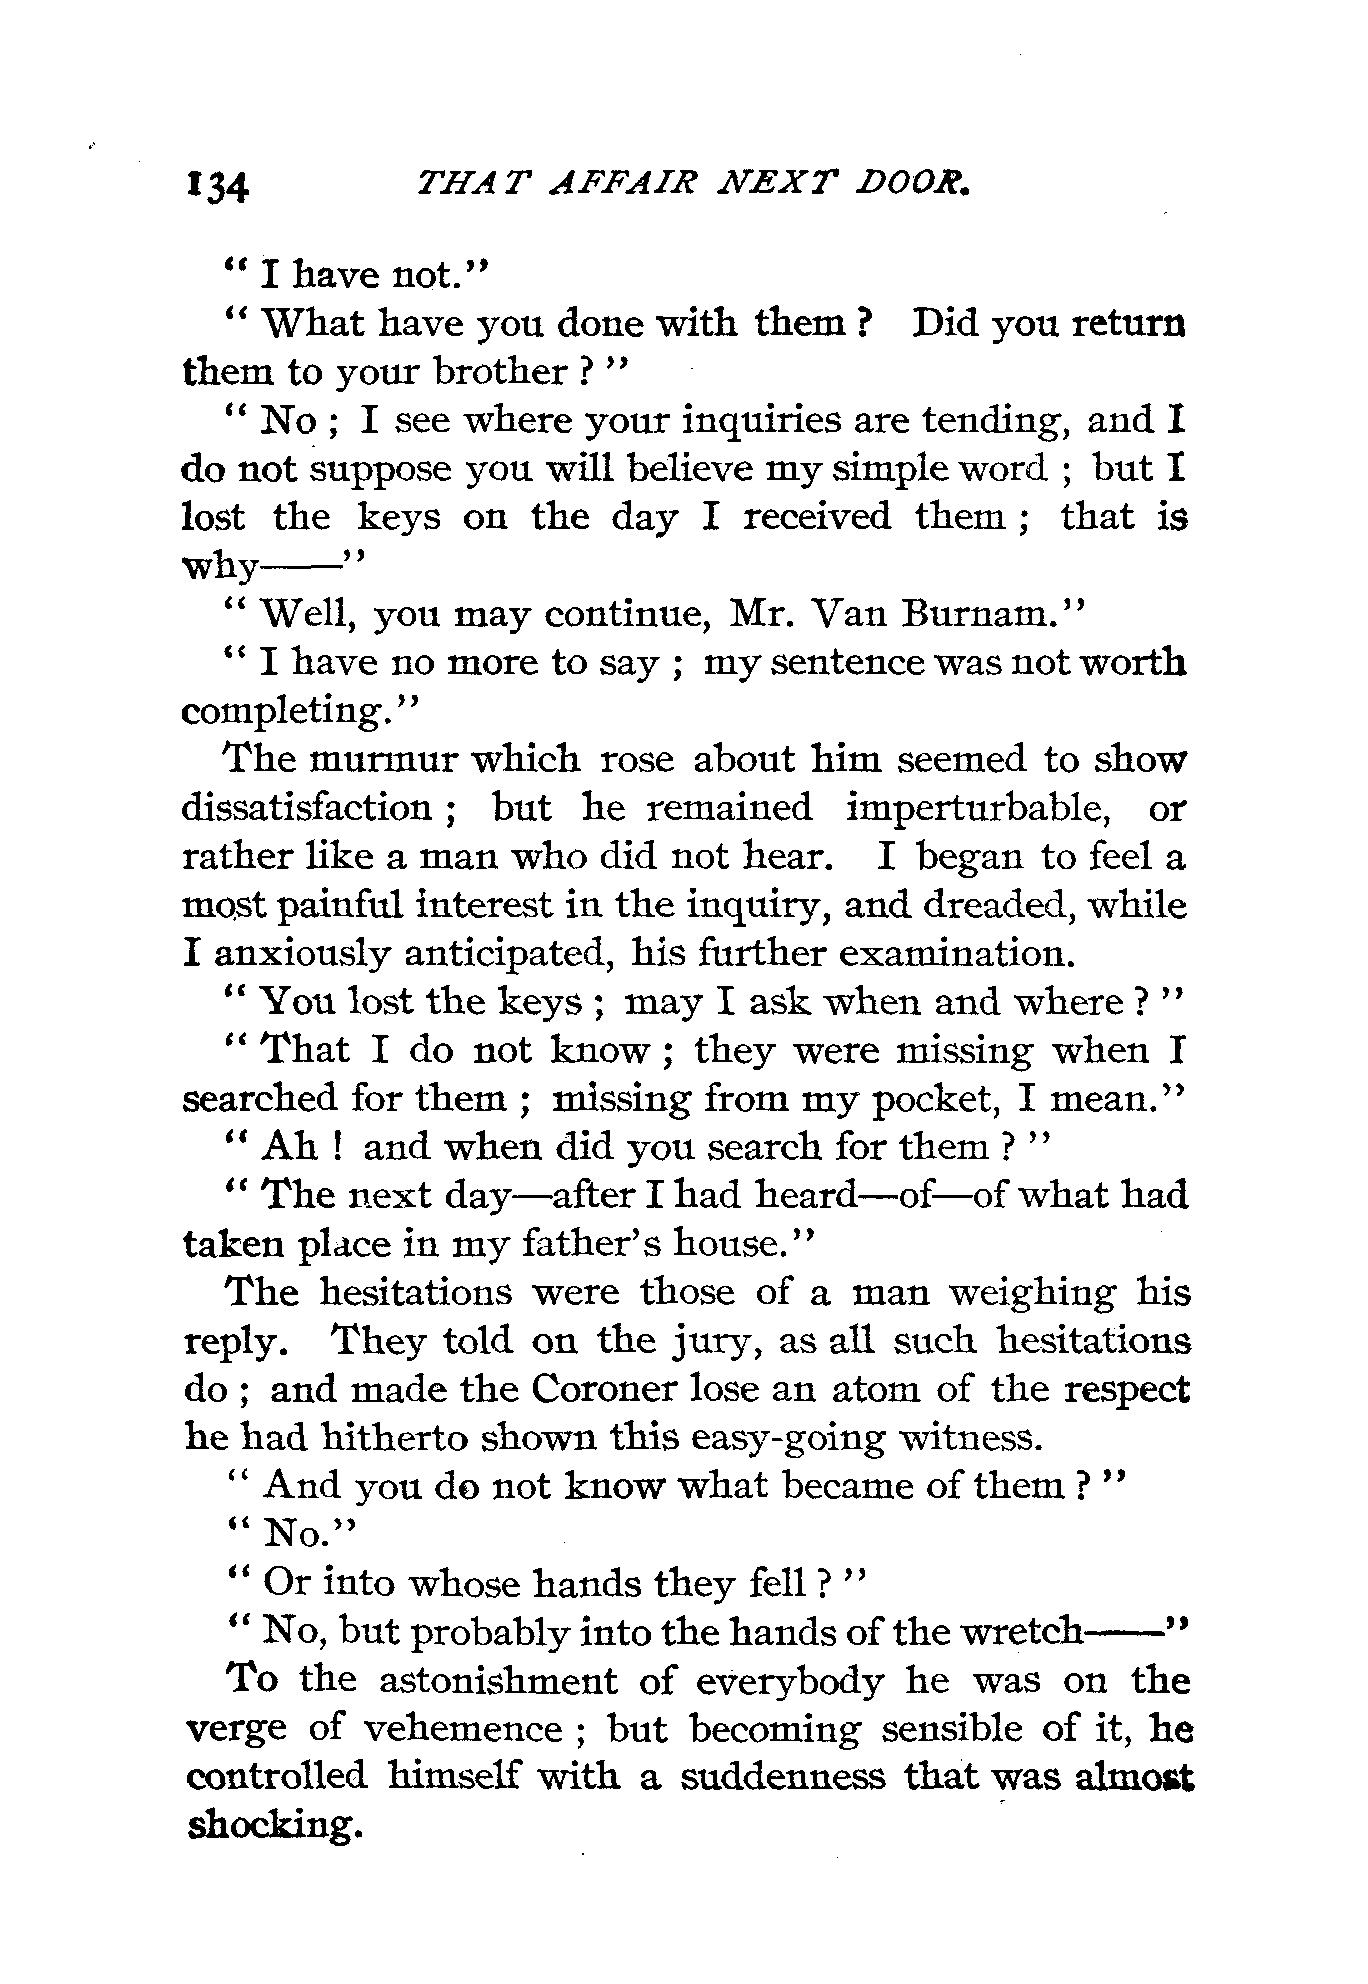 134 THAT AFFAIR NEXT DOOR.
“ I have not.”
“ What have you done with them ? Did you return
them to your brother ? ”
“ No ; I see where your inquiries are tending, and I
do not suppose you will believe my simple word ; but I
lost the keys on the day I received them ; that is
why——”
“ Well, you may continue, Mr. Van Burnam.”
“ I have no more to say ; my sentence was not worth
completing.”
The murmur which rose about him seemed to show
dissatisfaction ; but he remained imperturbable, or
rather like a man who did not hear. I began to feel a
most painful interest in the inquiry, and dreaded, while
I anxiously anticipated, his further examination.
“ You lost the keys ; may I ask when and where ? ”
“ That I do not know ; they were missing when I
searched for them ; missing from my pocket, I mean.”
“ Ah ! and when did you search for them ? ”
“ The next day—after I had heard—of—of what had
taken place in my father’s house.”
The hesitations were those of a man weighing his
reply. They told on the jury, as all such hesitations
do ; and made the Coroner lose an atom of the respect
he had hitherto shown this easy-going witness.
“ And you do not know what became of them ? ”
“ No.”
“ Or into whose hands they fell ? ”
“ No, but probably into the hands of the wretch——”
To the astonishment of everybody he was on the
verge of vehemence ; but becoming sensible of it, he
controlled himself with a suddenness that was almost
shocking.